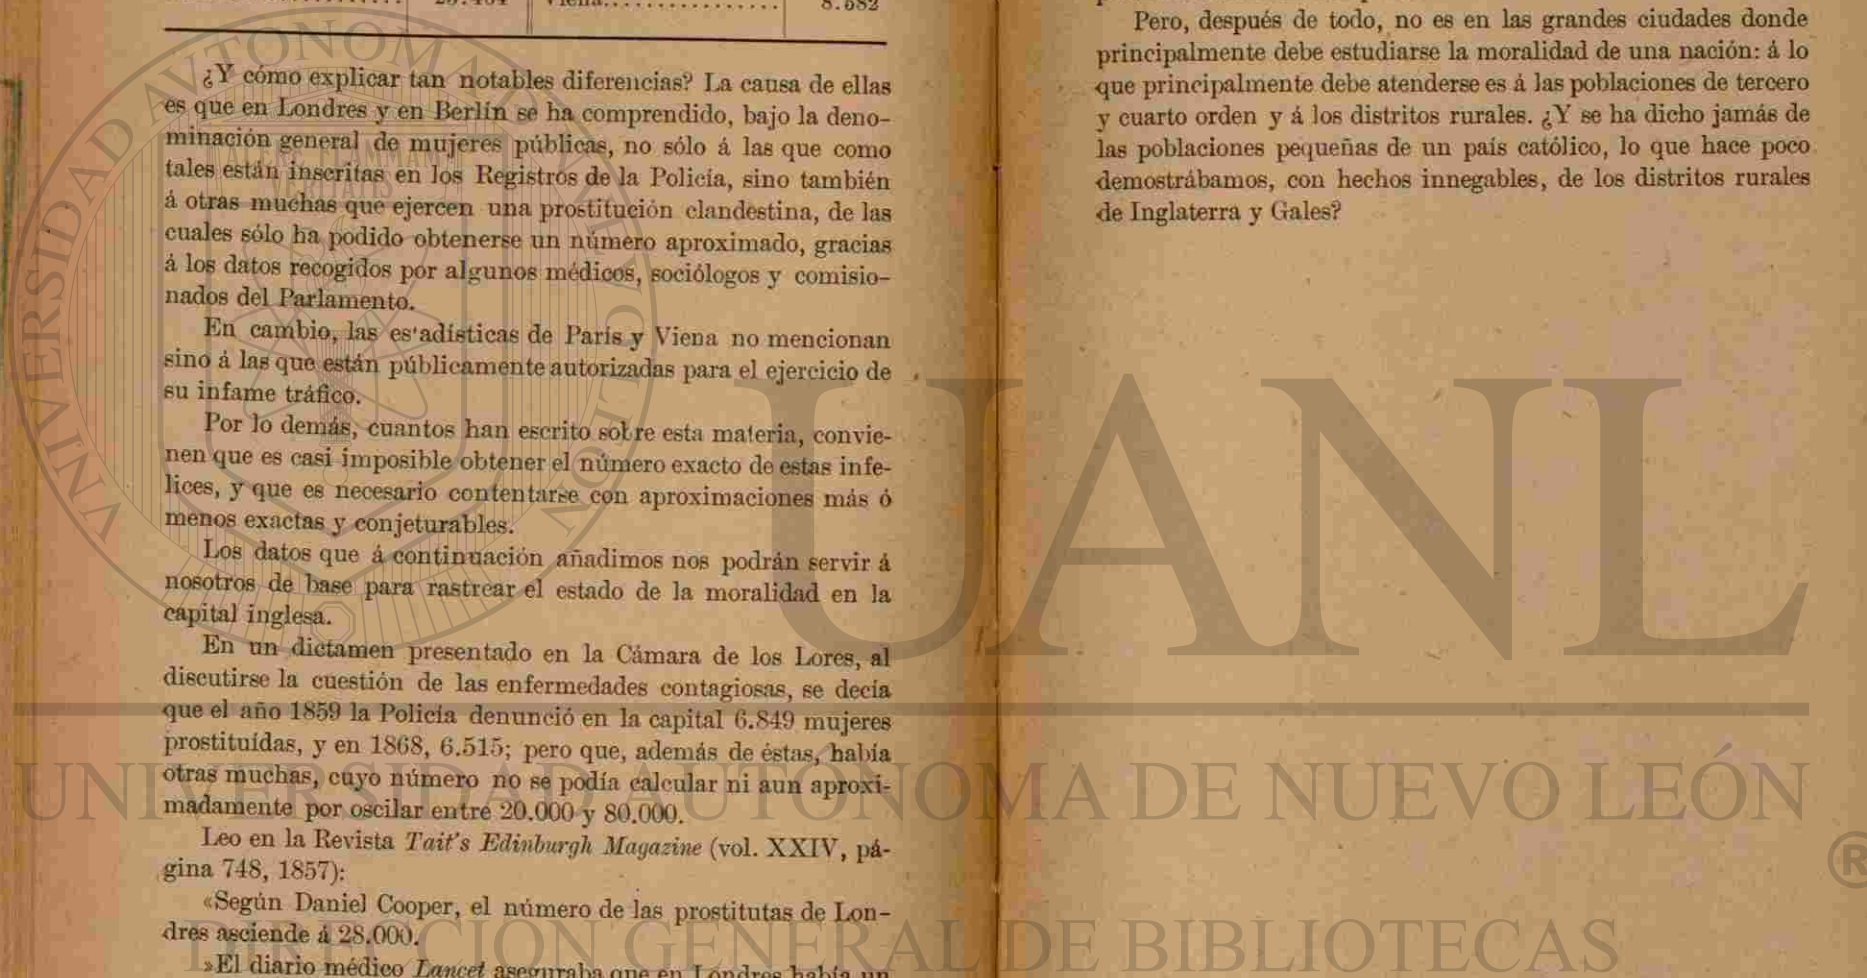 8.582
¿Y cómo explicar tan notables diferencias? La causa de ellas
es que en Londres y en Berlín se ha comprendido, bajo la deno-
minación general de mujeres públicas, no sólo á las que como
tales están inscritas en los Registros de la Policía, sino también
á otras muchas que ejercen una prostitución clandestina, de las
cuales sólo ha podido obtenerse un número aproximado, gracias
á los datos recogidos por algunos médicos, sociólogos y comisio-
nados del Parlamento.
En cambio, las es'adísticas de París y Viena no mencionan
sino á las que están públicamente autorizadas para el ejercicio de
su infame tráfico.
Por lo demás, cuantos han escrito sobre esta materia, convie-
nen que es casi imposible obtener el número exacto de estas infe-
lices, y que es necesario contentarse con aproximaciones más ó
menos exactas y conjeturables.
Los datos que á continuación añadimos nos podrán servir á
nosotros de base para rastrear el estado de la moralidad en la
capital inglesa.
En un dictamen presentado en la Cámara de los Lores, al
discutirse la cuestión de las enfermedades contagiosas, se decía
que el año 1859 la Policía denunció en la capital 6.849 mujeres
prostituídas, y en 1868, 6.515; pero que, además de éstas, había
otras muchas, cuyo número no se podía calcular ni aun aproxi-
madamente por oscilar entre 20.000 y 80.000.
Leo en la Revista Tait's Edinburgh Magazine (vol. XXIV, pá-
gina 748, 1857):
«Según Daniel Cooper, el número de las prostitutas de Lon-
dres asciende á 28.000.
»El diario médico Lancet aseguraba que en Londres había un
Pero, después de todo, no es en las grandes ciudades donde
principalmente debe estudiarse la moralidad de una nación: á lo
que principalmente debe atenderse es á las poblaciones de tercero
y cuarto orden y á los distritos rurales. ¿Y se ha dicho jamás de
las poblaciones pequeñas de un país católico, lo que hace poco
demostrábamos, con hechos innegables, de los distritos rurales
de Inglaterra y Gales?
UANL
UNIVERSIDAD AUTÓNOMA DE NUEVO LEÓN
®
DIRECCIÓN GENERAL DE BIBLIOTECAS